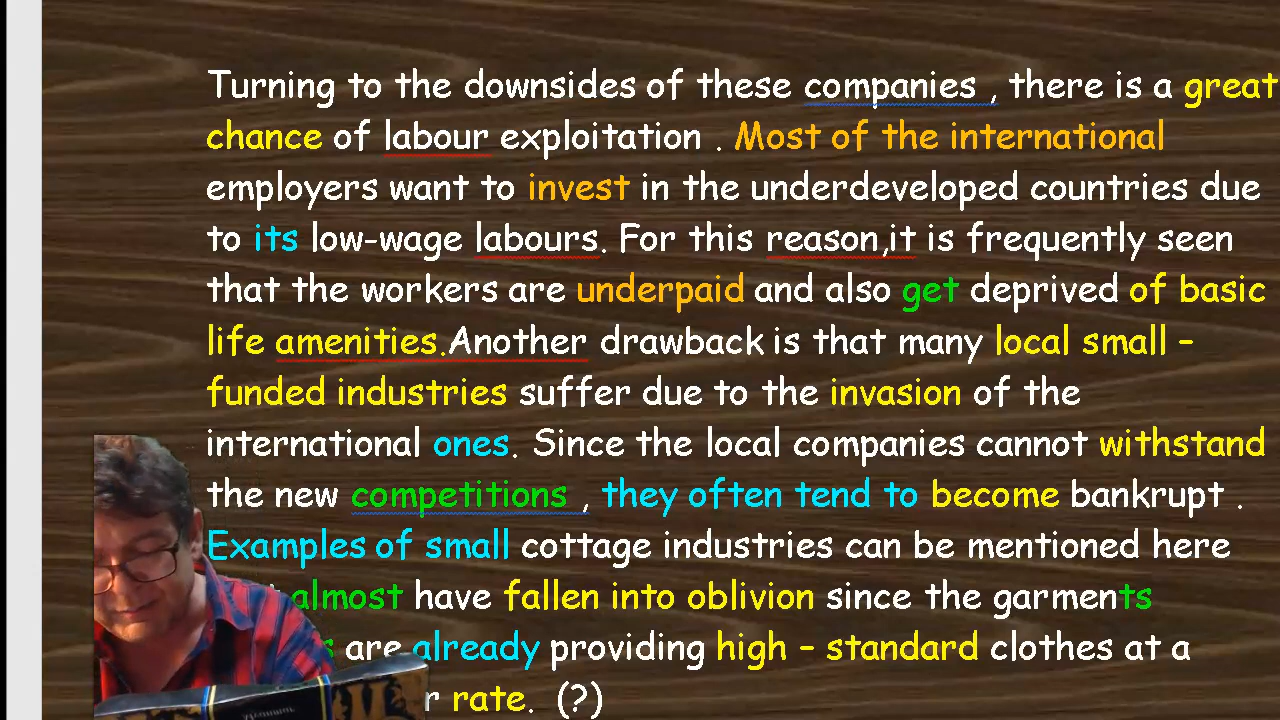 Turning to the downsides of these companies , there is a great
chance of labour exploitation . Most of the international
employers want to invest in the underdeveloped countries due
to its low-wage labours. For this reason,it is frequently seen
that the workers are underpaid and also get deprived of basic
life amenities.Another drawback is that many local small –
funded industries suffer due to the invasion of the
international ones. Since the local companies cannot withstand
the new competitions , they often tend to become bankrupt .
Examples of small cottage industries can be mentioned here
almost have fallen into oblivion since the garments
are already providing high – standard clothes at a
rate. (?)